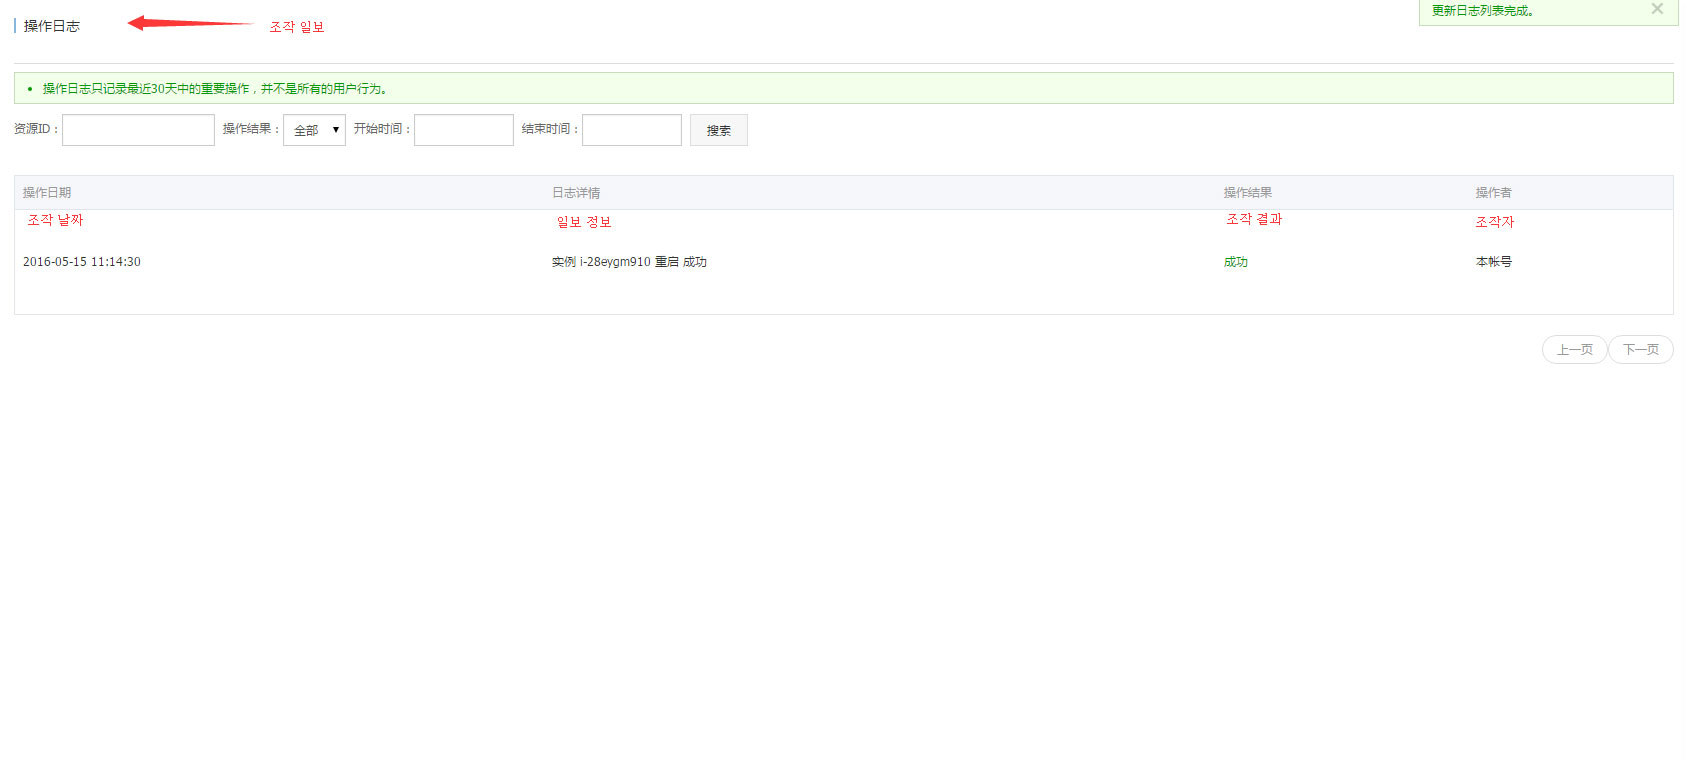 更新日志列表完成。
操作日志 조작 일보
操作日志只记录最近30天中的重要操作，并不是所有的用户行为。
资源ID： 操作结果： 全部 开始时间： 结束时间： 搜索
操作日期 日志详情 操作结果 操作者
조작 날짜 일보 정보 조작 결과 조작자
2016-05-15 11:14:30 实例 i-28eygm910 重启 成功 成功 本帐号
上一页 下一页